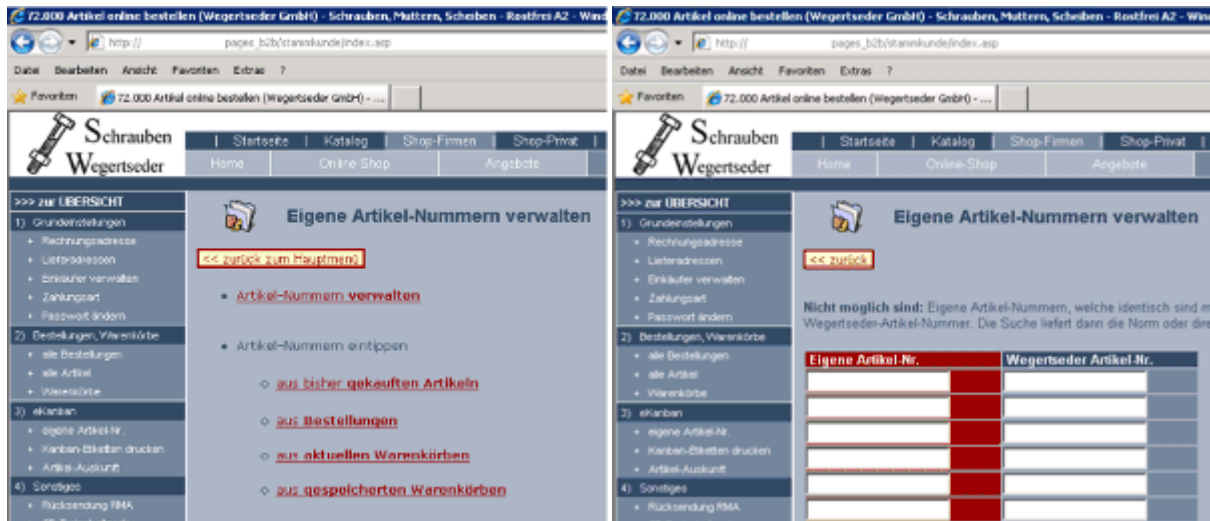 72.000 Artikel online bestellen (Wegertseder GmbH) - Schrauben, Muttern, Scheiben - Rostfrei A2 - Wind
http:// pages_b2b/stammkunde/index.asp
Datei Bearbeiten Ansicht Favoriten Extras ?
Favoriten 72.000 Artikel online bestellen (Wegertseder GmbH) - ...
Schrauben
Wegertseder
| Startseite | Katalog | Shop-Firmen | Shop-Privat |
Home Online-Shop Angebote
>>> zur ÜBERSICHT
1) Grundeinstellungen
+ Rechnungsadresse
+ Lieferadressen
+ Einkäufer verwalten
+ Zahlungsart
+ Passwort ändern
2) Bestellungen, Warenkörbe
+ alle Bestellungen
+ alle Artikel
+ Warenkörbe
3) eKanban
+ eigene Artikel-Nr.
+ Kanban-Etiketten drucken
+ Artikel-Auskunft
4) Sonstiges
+ Rücksendung RMA
Eigene Artikel-Nummern verwalten
<< zurück zum Hauptmenü
• Artikel-Nummern verwalten
• Artikel-Nummern eintippen
○ aus bisher gekauften Artikeln
○ aus Bestellungen
○ aus aktuellen Warenkörben
○ aus gespeicherten Warenkörben
72.000 Artikel online bestellen (Wegertseder GmbH) - Schrauben, Muttern, Scheiben - Rostfrei A2 - Win
http:// pages_b2b/stammkunde/index.asp
Datei Bearbeiten Ansicht Favoriten Extras ?
Favoriten 72.000 Artikel online bestellen (Wegertseder GmbH) - ...
Schrauben
Wegertseder
| Startseite | Katalog | Shop-Firmen | Shop-Privat |
Home Online-Shop Angebote
>>> zur ÜBERSICHT
1) Grundeinstellungen
+ Rechnungsadresse
+ Lieferadressen
+ Einkäufer verwalten
+ Zahlungsart
+ Passwort ändern
2) Bestellungen, Warenkörbe
+ alle Bestellungen
+ alle Artikel
+ Warenkörbe
3) eKanban
+ eigene Artikel-Nr.
+ Kanban-Etiketten drucken
+ Artikel-Auskunft
4) Sonstiges
+ Rücksendung RMA
Eigene Artikel-Nummern verwalten
<< zurück
Nicht möglich sind: Eigene Artikel-Nummern, welche identisch sind m
Wegertseder-Artikel-Nummer. Die Suche liefert dann die Norm oder dire
Eigene Artikel-Nr. Wegertseder Artikel-Nr.